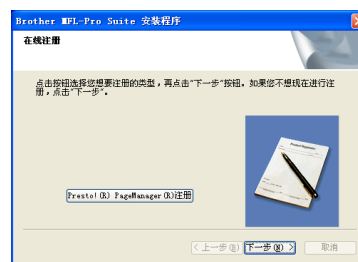 Brother MFL-Pro Suite 安装程序
在线注册
点击按钮选择您想要注册的类型，再点击"下一步"按钮。如果您不想现在进行注
册，点击"下一步"。
Presto!(R) PageManager(R)注册
< 上一步(B) 下一步(N) > 取消